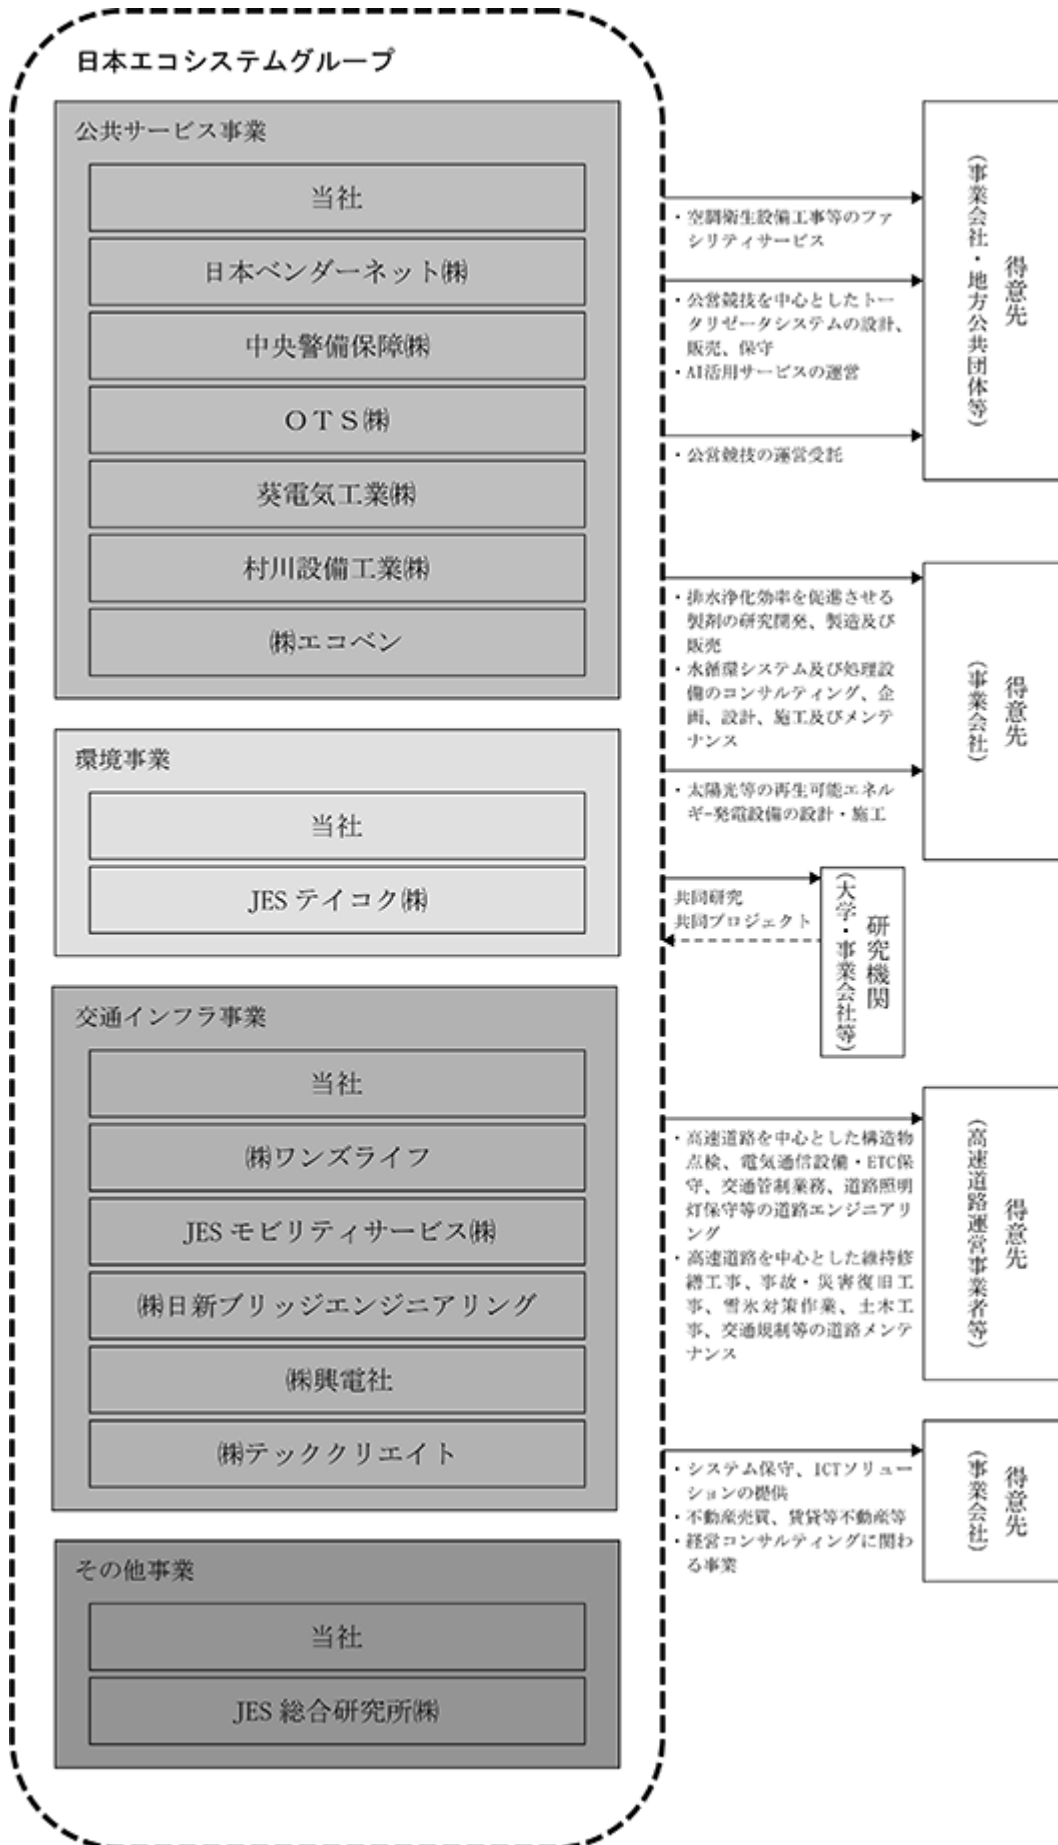 日本エコシステムグループ
公共サービス事業
当社
日本ベンダーネット㈱
中央警備保障㈱
ＯＴＳ㈱
葵電気工業㈱
村川設備工業㈱
㈱エコベン
・空調衛生設備工事等のファ
シリティサービス
・公営競技を中心としたトー
タリゼータシステムの設計、
販売、保守
・AI活用サービスの運営
・公営競技の運営受託
得意先
（事業会社・地方公共団体等）
環境事業
当社
JES テイコク㈱
・排水浄化効率を促進させる
製剤の研究開発、製造及び
販売
・水循環システム及び処理設
備のコンサルティング、企
画、設計、施工及びメンテ
ナンス
・太陽光等の再生可能エネル
ギー発電設備の設計・施工
得意先
（事業会社）
共同研究
共同プロジェクト
研究機関
（大学・事業会社等）
交通インフラ事業
当社
㈱ワンズライフ
JES モビリティサービス㈱
㈱日新ブリッジエンジニアリング
㈱興電社
㈱テッククリエイト
・高速道路を中心とした構造物
点検、電気通信設備・ETC保
守、交通管制業務、道路照明
灯保守等の道路エンジニアリ
ング
・高速道路を中心とした維持修
繕工事、事故・災害復旧工
事、雪氷対策作業、土木工
事、交通規制等の道路メンテ
ナンス
得意先
（高速道路運営事業者等）
その他事業
当社
JES 総合研究所㈱
・システム保守、ICTソリュー
ションの提供
・不動産売買、賃貸等不動産等
・経営コンサルティングに関わ
る事業
得意先
（事業会社）